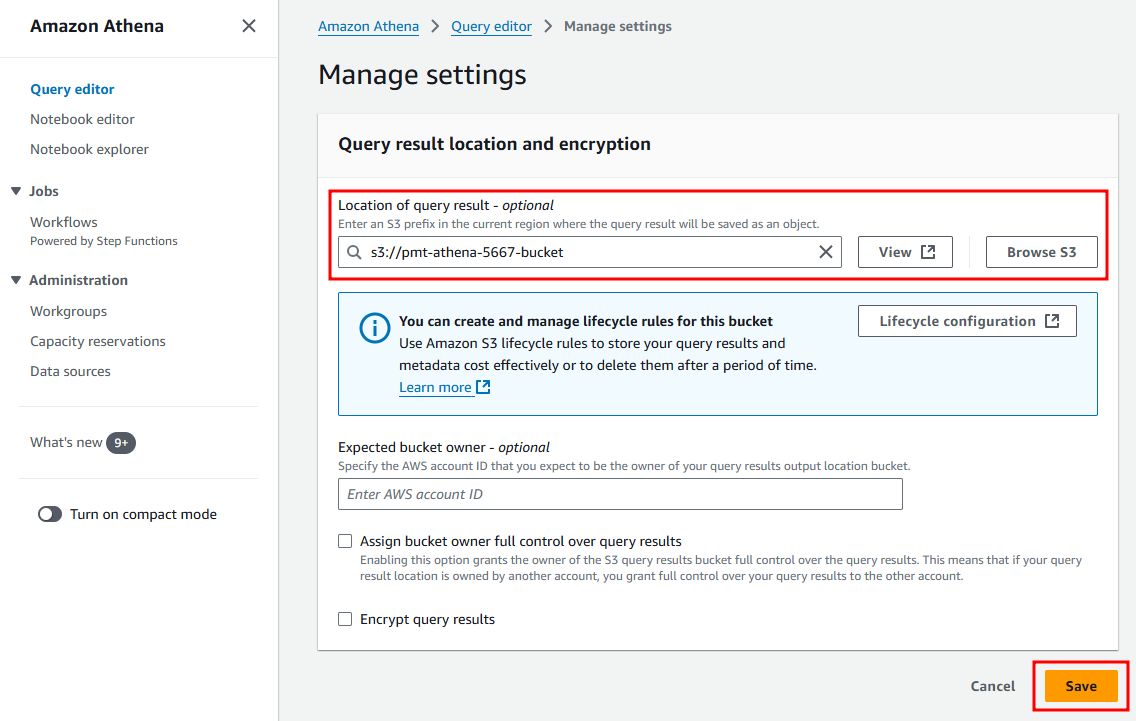 Amazon Athena
Query editor
Notebook editor
Notebook explorer
Jobs
Workflows
Powered by Step Functions
Administration
Workgroups
Capacity reservations
Data sources
What's new 9+
Turn on compact mode
Amazon Athena > Query editor > Manage settings
Manage settings
Query result location and encryption
Location of query result - optional
Enter an S3 prefix in the current region where the query result will be saved as an object.
s3://pmt-athena-5667-bucket
View
Browse S3
You can create and manage lifecycle rules for this bucket
Use Amazon S3 lifecycle rules to store your query results and
metadata cost effectively or to delete them after a period of time.
Learn more
Lifecycle configuration
Expected bucket owner - optional
Specify the AWS account ID that you expect to be the owner of your query results output location bucket.
Enter AWS account ID
Assign bucket owner full control over query results
Enabling this option grants the owner of the S3 query results bucket full control over the query results. This means that if your query
result location is owned by another account, you grant full control over your query results to the other account.
Encrypt query results
Cancel
Save